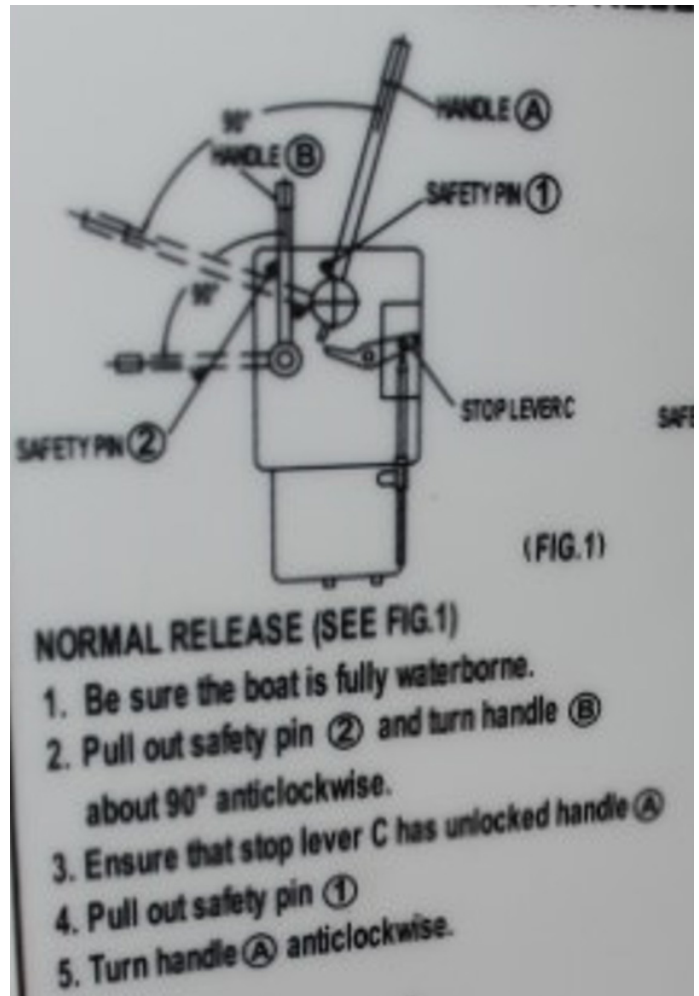 90°
HANDLE Ⓐ
HANDLE Ⓑ
SAFETY PIN ①
90°
STOP LEVER C
SAFETY PIN ②
(FIG.1)
NORMAL RELEASE (SEE FIG.1)
1. Be sure the boat is fully waterborne.
2. Pull out safety pin ② and turn handle Ⓑ
about 90° anticlockwise.
3. Ensure that stop lever C has unlocked handle Ⓐ
4. Pull out safety pin ①
5. Turn handle Ⓐ anticlockwise.